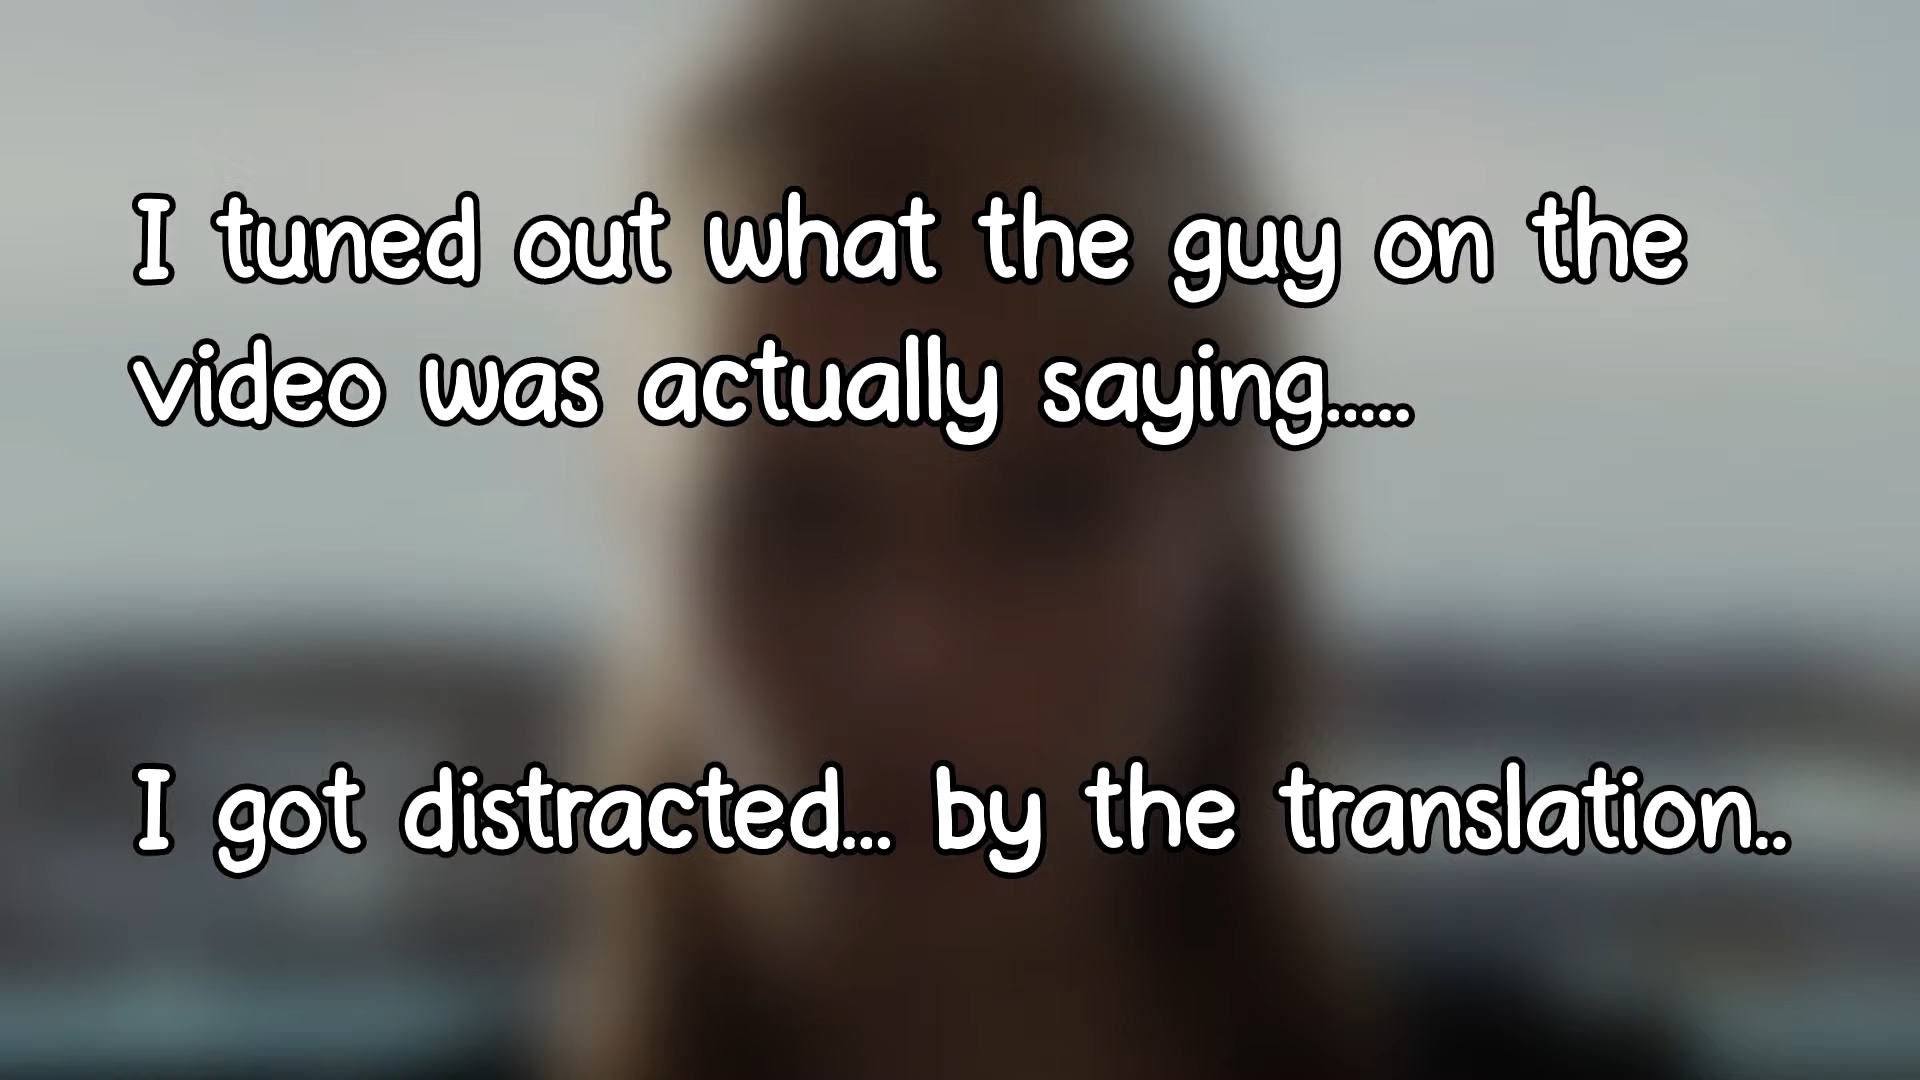 I tuned out what the guy on the
video was actually saying.....
I got distracted... by the translation..